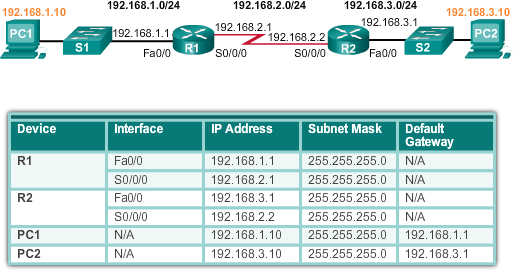 192.168.1.0/24 192.168.2.0/24 192.168.3.0/24
192.168.1.10 192.168.3.10
PC1 192.168.1.1 192.168.2.1 192.168.3.1 PC2
S1 R1 192.168.2.2 R2 S2
Fa0/0 S0/0/0 S0/0/0 Fa0/0
Device Interface IP Address Subnet Mask Default Gateway
R1 Fa0/0 192.168.1.1 255.255.255.0 N/A
S0/0/0 192.168.2.1 255.255.255.0 N/A
R2 Fa0/0 192.168.3.1 255.255.255.0 N/A
S0/0/0 192.168.2.2 255.255.255.0 N/A
PC1 N/A 192.168.1.10 255.255.255.0 192.168.1.1
PC2 N/A 192.168.3.10 255.255.255.0 192.168.3.1